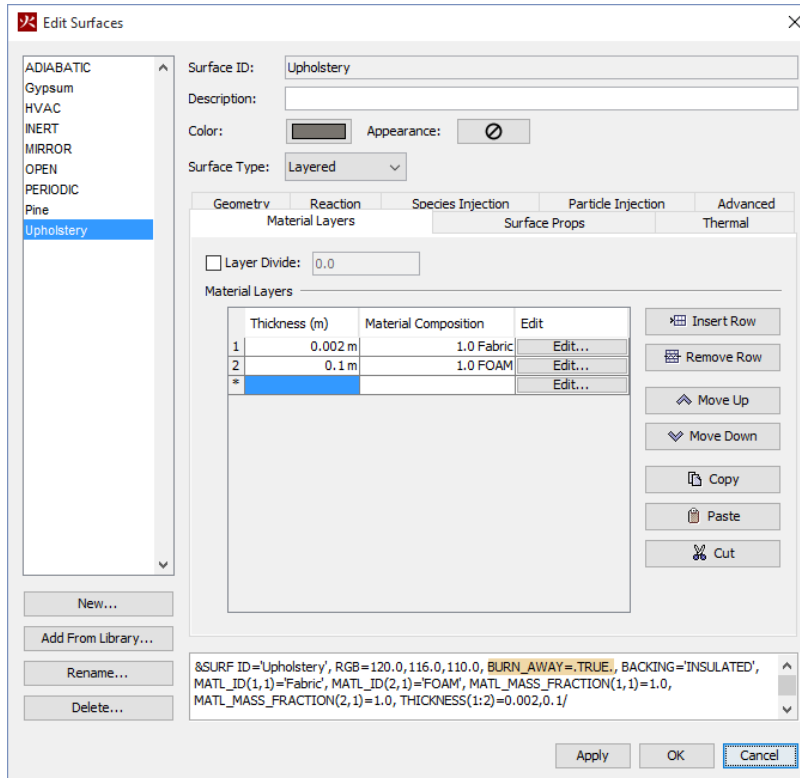 火 Edit Surfaces
ADIABATIC
Gypsum
HVAC
INERT
MIRROR
OPEN
PERIODIC
Pine
Upholstery
New...
Add From Library...
Rename...
Delete...
Surface ID: Upholstery
Description:
Color: Appearance:
Surface Type: Layered
Geometry Reaction Species Injection Particle Injection Advanced
Material Layers Surface Props Thermal
Layer Divide: 0.0
Material Layers
Thickness (m) Material Composition Edit
1 0.002 m 1.0 Fabric Edit...
2 0.1 m 1.0 FOAM Edit...
* Edit...
Insert Row
Remove Row
Move Up
Move Down
Copy
Paste
Cut
&SURF ID='Upholstery', RGB=120.0,116.0,110.0, BURN_AWAY=.TRUE., BACKING='INSULATED',
MATL_ID(1,1)='Fabric', MATL_ID(2,1)='FOAM', MATL_MASS_FRACTION(1,1)=1.0,
MATL_MASS_FRACTION(2,1)=1.0, THICKNESS(1:2)=0.002,0.1/
Apply OK Cancel